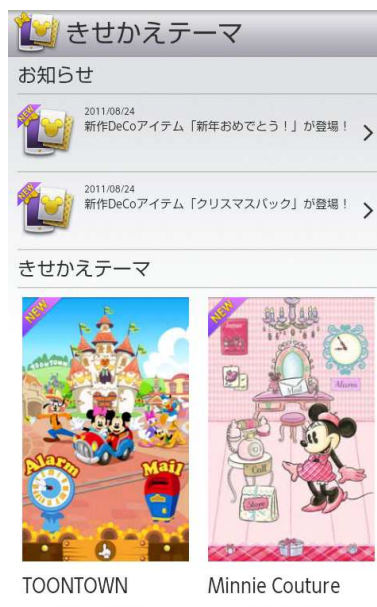 きせかえテーマ
お知らせ
NEW
2011/08/24
新作DeCoアイテム「新年おめでとう！」が登場！
NEW
2011/08/24
新作DeCoアイテム「クリスマスパック」が登場！
きせかえテーマ
NEW
TOONTOWN
Alarm
Mail
NEW
Mail
Alarm
Call
Store
TOONTOWN
Minnie Couture